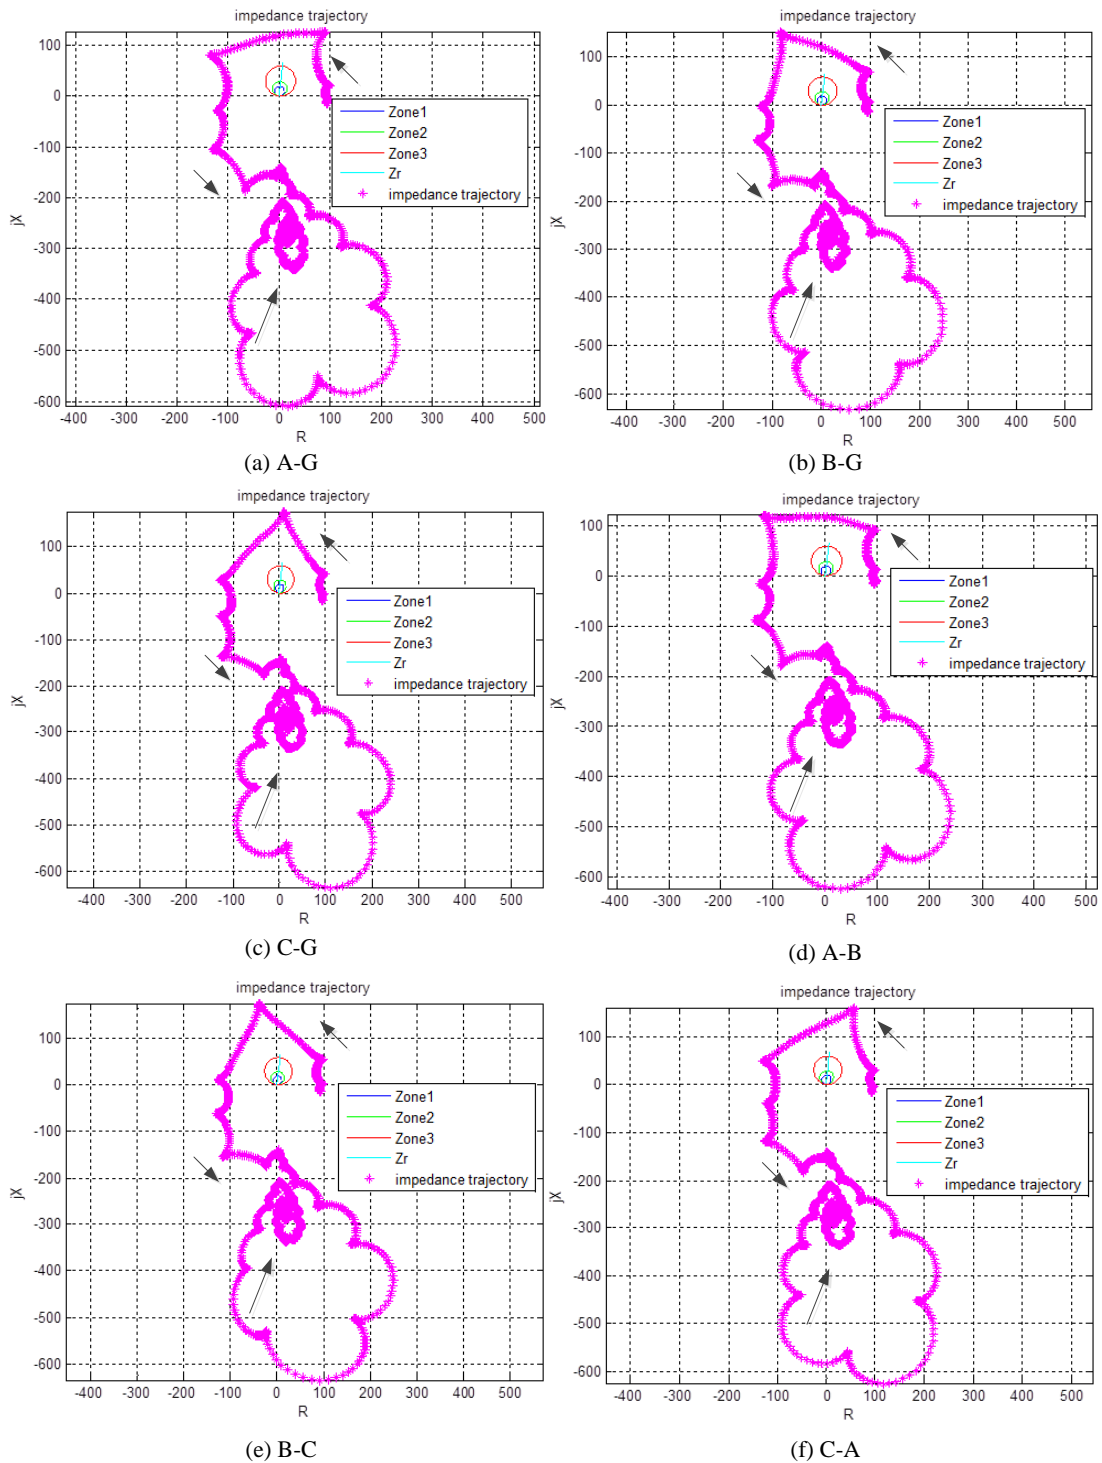 impedance trajectory
100
0
-100
-200
-300
-400
-500
-600
jX
-400 -300 -200 -100 0 100 200 300 400 500
R
Zone1
Zone2
Zone3
Zr
impedance trajectory
(a) A-G
impedance trajectory
100
0
-100
-200
-300
-400
-500
-600
jX
-400 -300 -200 -100 0 100 200 300 400 500
R
Zone1
Zone2
Zone3
Zr
impedance trajectory
(b) B-G
impedance trajectory
100
0
-100
-200
-300
-400
-500
-600
jX
-400 -300 -200 -100 0 100 200 300 400 500
R
Zone1
Zone2
Zone3
Zr
impedance trajectory
(c) C-G
impedance trajectory
100
0
-100
-200
-300
-400
-500
-600
jX
-400 -300 -200 -100 0 100 200 300 400 500
R
Zone1
Zone2
Zone3
Zr
impedance trajectory
(d) A-B
impedance trajectory
100
0
-100
-200
-300
-400
-500
-600
jX
-400 -300 -200 -100 0 100 200 300 400 500
R
Zone1
Zone2
Zone3
Zr
impedance trajectory
(e) B-C
impedance trajectory
100
0
-100
-200
-300
-400
-500
-600
jX
-400 -300 -200 -100 0 100 200 300 400 500
R
Zone1
Zone2
Zone3
Zr
impedance trajectory
(f) C-A